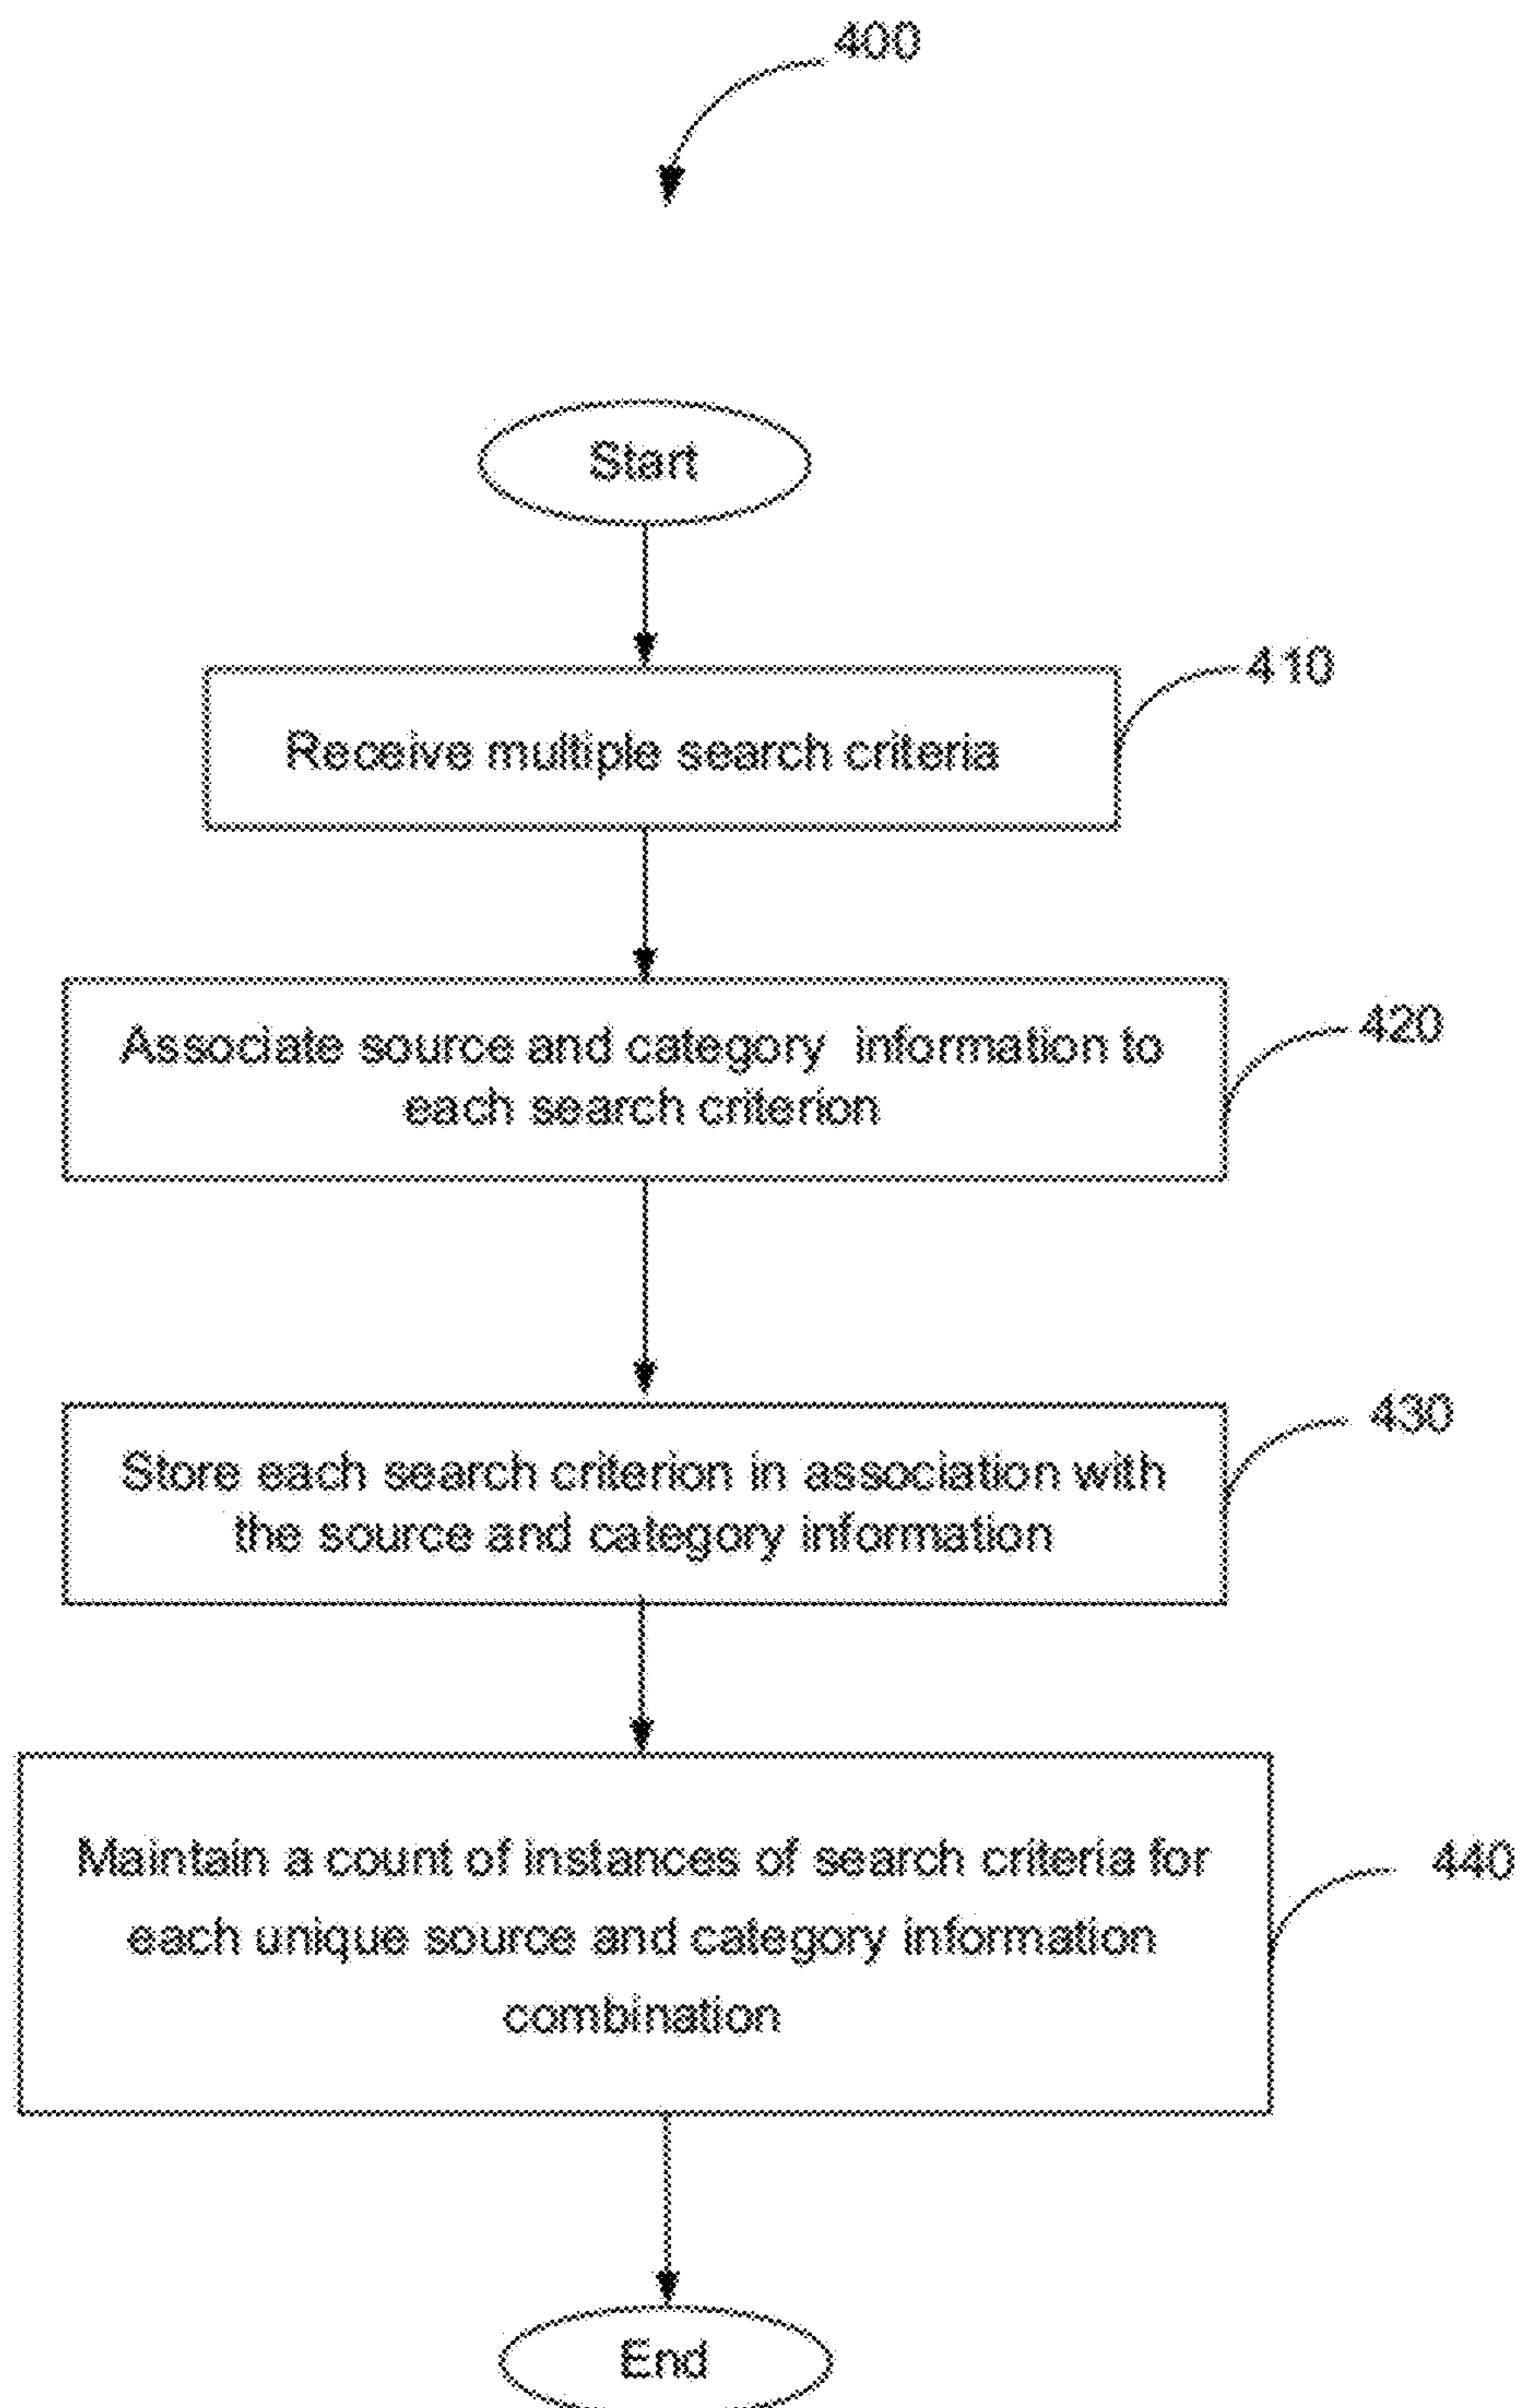 400
Start
410
Receive multiple search criteria
420
Associate source and category information to
each search criterion
430
Store each search criterion in association with
the source and category information
440
Maintain a count of instances of search criteria for
each unique source and category information
combination
End